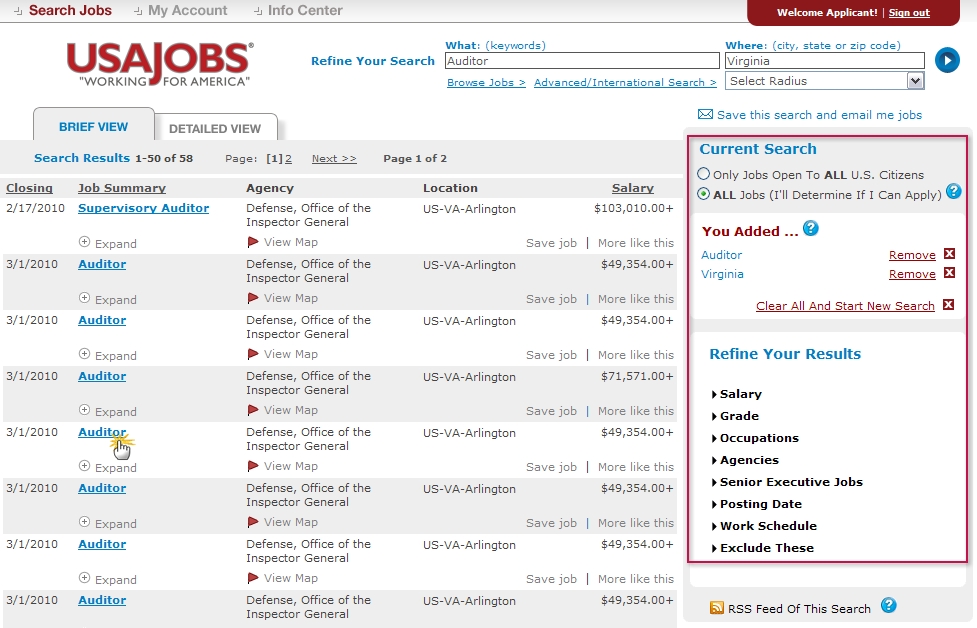 Search Jobs My Account Info Center
Welcome Applicant! | Sign out
USAJOBS®
"WORKING FOR AMERICA"
Refine Your Search
What: (keywords)
Auditor
Browse Jobs > Advanced/International Search >
Where: (city, state or zip code)
Virginia
Select Radius
BRIEF VIEW DETAILED VIEW
Save this search and email me jobs
Search Results 1-50 of 58 Page: [1] 2 Next >> Page 1 of 2
Closing Job Summary Agency Location Salary
2/17/2010 Supervisory Auditor Defense, Office of the US-VA-Arlington $103,010.00+
Inspector General
Expand View Map Save job | More like this
3/1/2010 Auditor Defense, Office of the US-VA-Arlington $49,354.00+
Inspector General
Expand View Map Save job | More like this
3/1/2010 Auditor Defense, Office of the US-VA-Arlington $49,354.00+
Inspector General
Expand View Map Save job | More like this
3/1/2010 Auditor Defense, Office of the US-VA-Arlington $71,571.00+
Inspector General
Expand View Map Save job | More like this
3/1/2010 Auditor Defense, Office of the US-VA-Arlington $49,354.00+
Inspector General
Expand View Map Save job | More like this
3/1/2010 Auditor Defense, Office of the US-VA-Arlington $49,354.00+
Inspector General
Expand View Map Save job | More like this
3/1/2010 Auditor Defense, Office of the US-VA-Arlington $49,354.00+
Inspector General
Expand View Map Save job | More like this
3/1/2010 Auditor Defense, Office of the US-VA-Arlington $49,354.00+
Inspector General
Current Search
Only Jobs Open To ALL U.S. Citizens
ALL Jobs (I'll Determine If I Can Apply) ?
You Added ... ?
Auditor Remove
Virginia Remove
Clear All And Start New Search
Refine Your Results
Salary
Grade
Occupations
Agencies
Senior Executive Jobs
Posting Date
Work Schedule
Exclude These
RSS Feed Of This Search ?